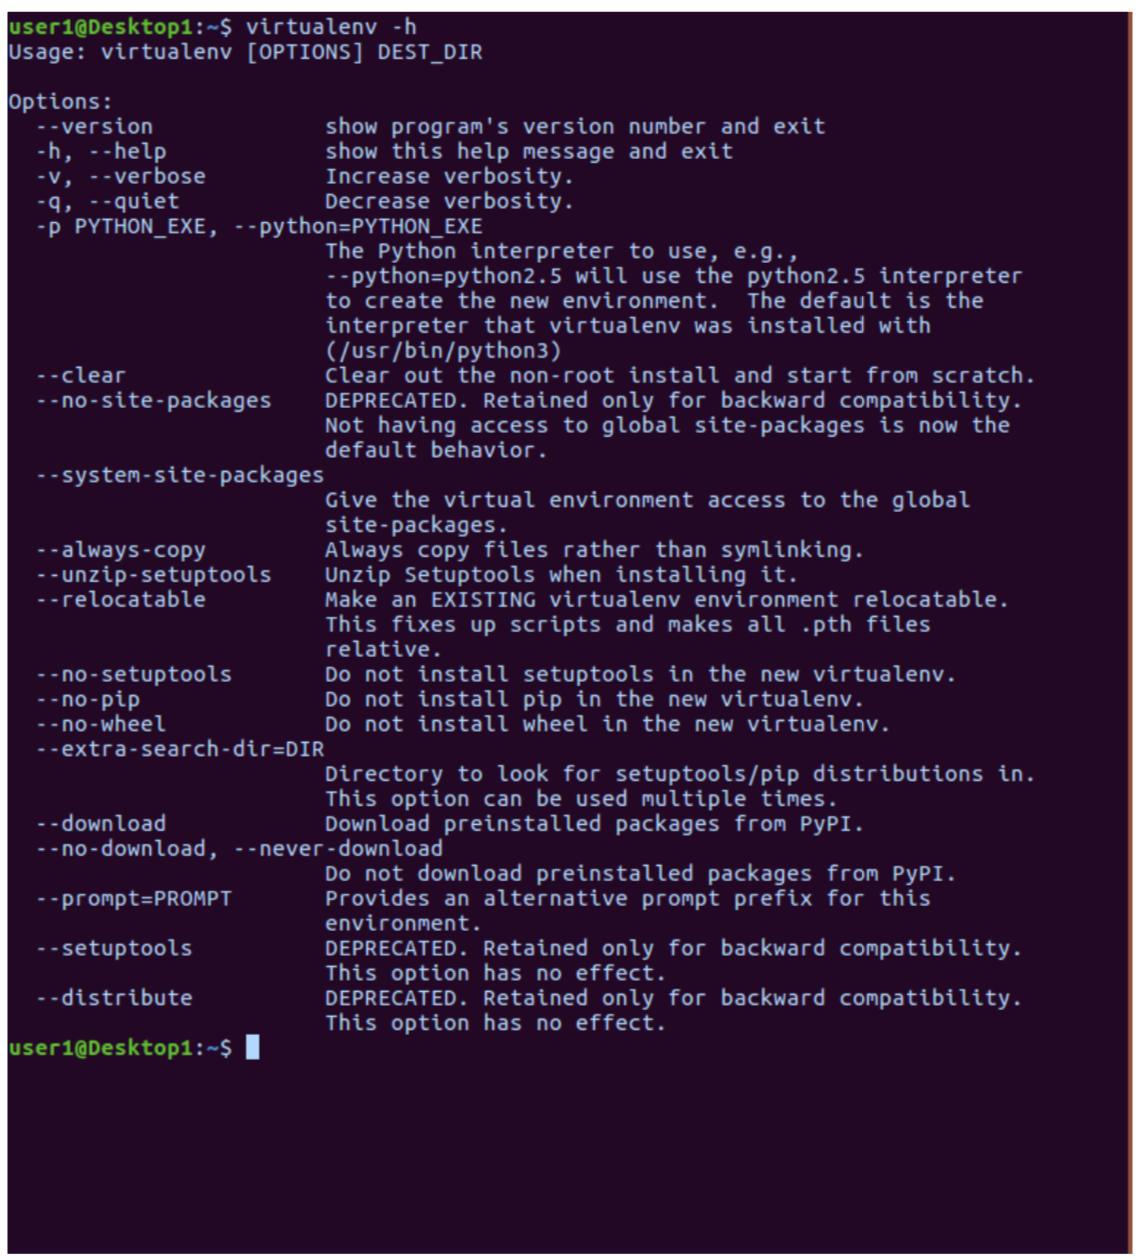 user1@Desktop1:~$ virtualenv -h
Usage: virtualenv [OPTIONS] DEST_DIR

Options:
  --version             show program's version number and exit
  -h, --help            show this help message and exit
  -v, --verbose         Increase verbosity.
  -q, --quiet           Decrease verbosity.
  -p PYTHON_EXE, --python=PYTHON_EXE
                        The Python interpreter to use, e.g.,
                        --python=python2.5 will use the python2.5 interpreter
                        to create the new environment.  The default is the
                        interpreter that virtualenv was installed with
                        (/usr/bin/python3)
  --clear               Clear out the non-root install and start from scratch.
  --no-site-packages    DEPRECATED. Retained only for backward compatibility.
                        Not having access to global site-packages is now the
                        default behavior.
  --system-site-packages
                        Give the virtual environment access to the global
                        site-packages.
  --always-copy         Always copy files rather than symlinking.
  --unzip-setuptools    Unzip Setuptools when installing it.
  --relocatable         Make an EXISTING virtualenv environment relocatable.
                        This fixes up scripts and makes all .pth files
                        relative.
  --no-setuptools       Do not install setuptools in the new virtualenv.
  --no-pip              Do not install pip in the new virtualenv.
  --no-wheel            Do not install wheel in the new virtualenv.
  --extra-search-dir=DIR
                        Directory to look for setuptools/pip distributions in.
                        This option can be used multiple times.
  --download            Download preinstalled packages from PyPI.
  --no-download, --never-download
                        Do not download preinstalled packages from PyPI.
  --prompt=PROMPT       Provides an alternative prompt prefix for this
                        environment.
  --setuptools          DEPRECATED. Retained only for backward compatibility.
                        This option has no effect.
  --distribute          DEPRECATED. Retained only for backward compatibility.
                        This option has no effect.
user1@Desktop1:~$